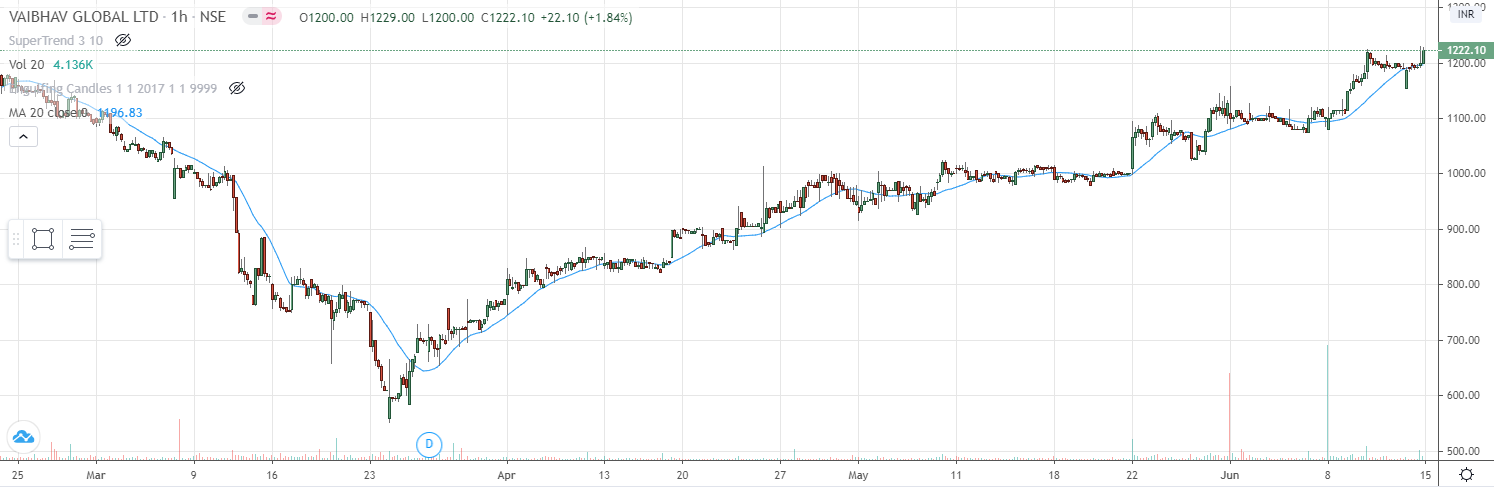 VAIBHAV GLOBAL LTD · 1h · NSE O1200.00 H1229.00 L1200.00 C1222.10 +22.10 (+1.84%)
SuperTrend 3 10
Vol 20 4.136K
Engulfing Candles 1 1 2017 1 1 9999
MA 20 close 0 1196.83
1300.00
INR
1222.10
1200.00
1100.00
1000.00
900.00
800.00
700.00
600.00
500.00
D
25 Mar 9 16 23 Apr 13 20 27 May 11 18 22 Jun 8 15